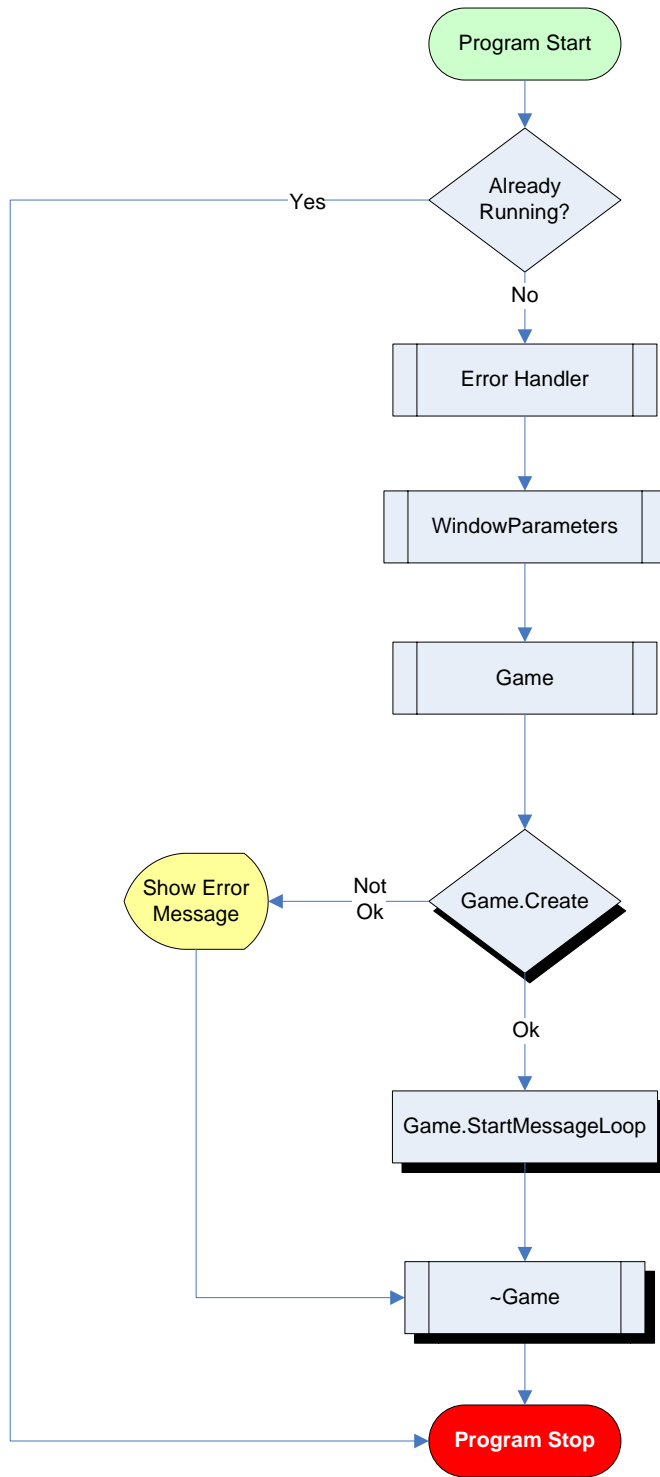 Program Start
Already
Running?
Yes
No
Error Handler
WindowParameters
Game
Show Error
Message
Not
Ok
Game.Create
Ok
Game.StartMessageLoop
~Game
Program Stop